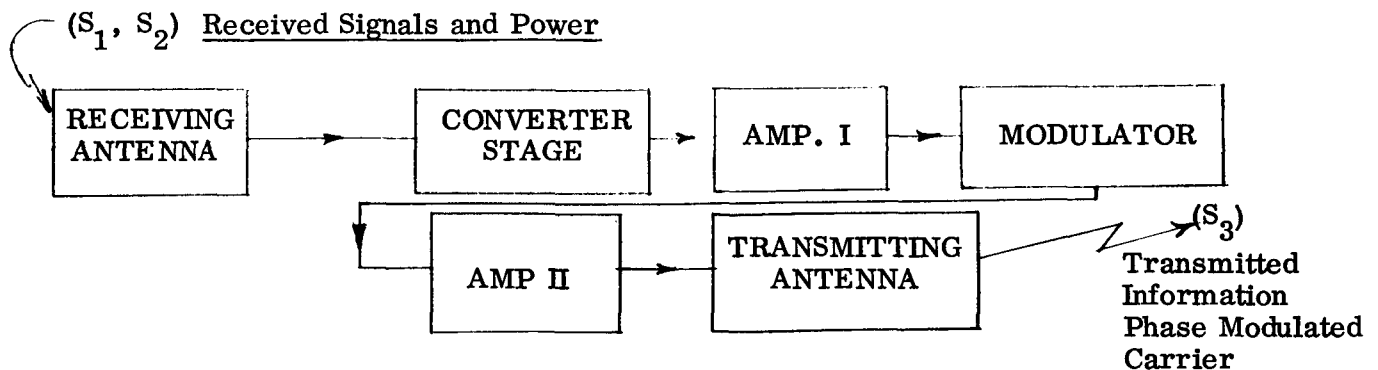 (S1, S2) Received Signals and Power
RECEIVING
ANTENNA
CONVERTER
STAGE
AMP. I
MODULATOR
AMP II
TRANSMITTING
ANTENNA
(S3)
Transmitted
Information
Phase Modulated
Carrier